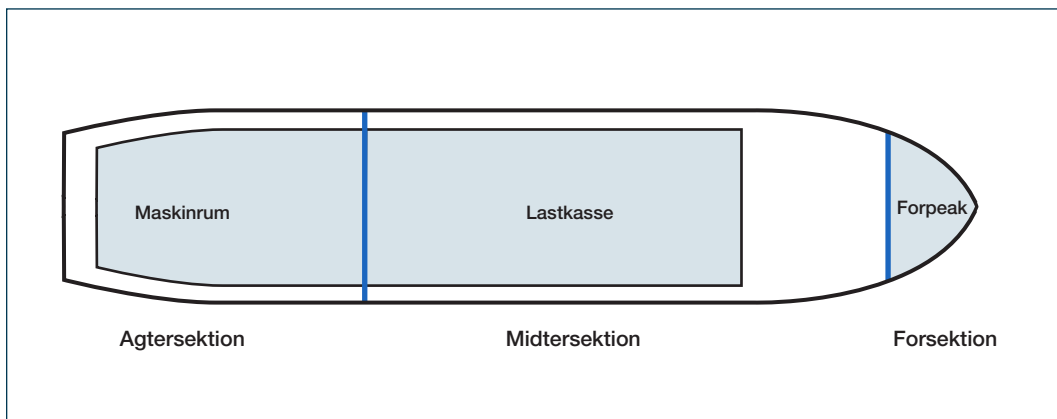 Maskinrum
Lastkasse
Forpeak
Agtersektion
Midtersektion
Forsektion